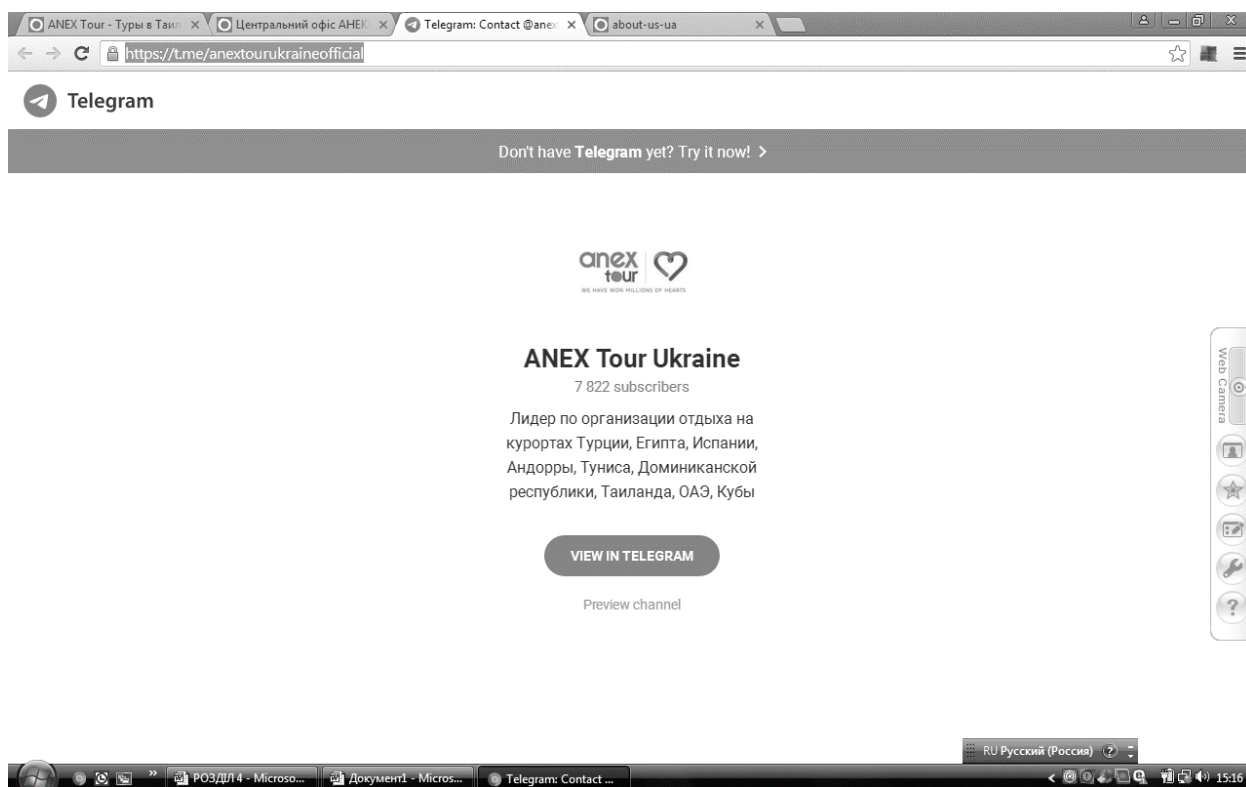 ANEX Tour - Туры в Таил
Центральний офіс АНЕК
Telegram: Contact @anex
about-us-ua
https://t.me/anextourukraineofficial
Telegram
Don't have Telegram yet? Try it now!
anex
tour
WE HAVE WON MILLIONS OF HEARTS
ANEX Tour Ukraine
7 822 subscribers
Лидер по организации отдыха на
курортах Турции, Египта, Испании,
Андорры, Туниса, Доминиканской
республики, Таиланда, ОАЭ, Кубы
VIEW IN TELEGRAM
Preview channel
Web Camera
RU Русский (Россия)
РОЗДІЛ 4 - Microso...
Документ1 - Micros...
Telegram: Contact ...
15:16